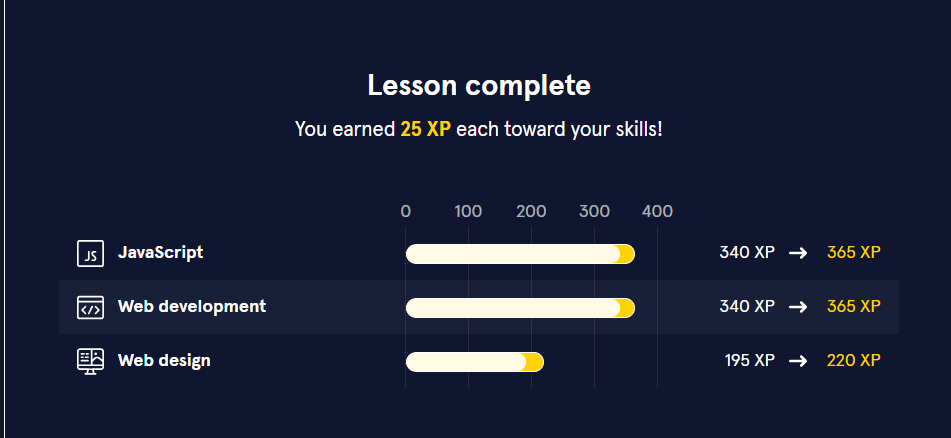 Lesson complete
You earned 25 XP each toward your skills!
0 100 200 300 400
JS JavaScript 340 XP → 365 XP
</> Web development 340 XP → 365 XP
Web design 195 XP → 220 XP